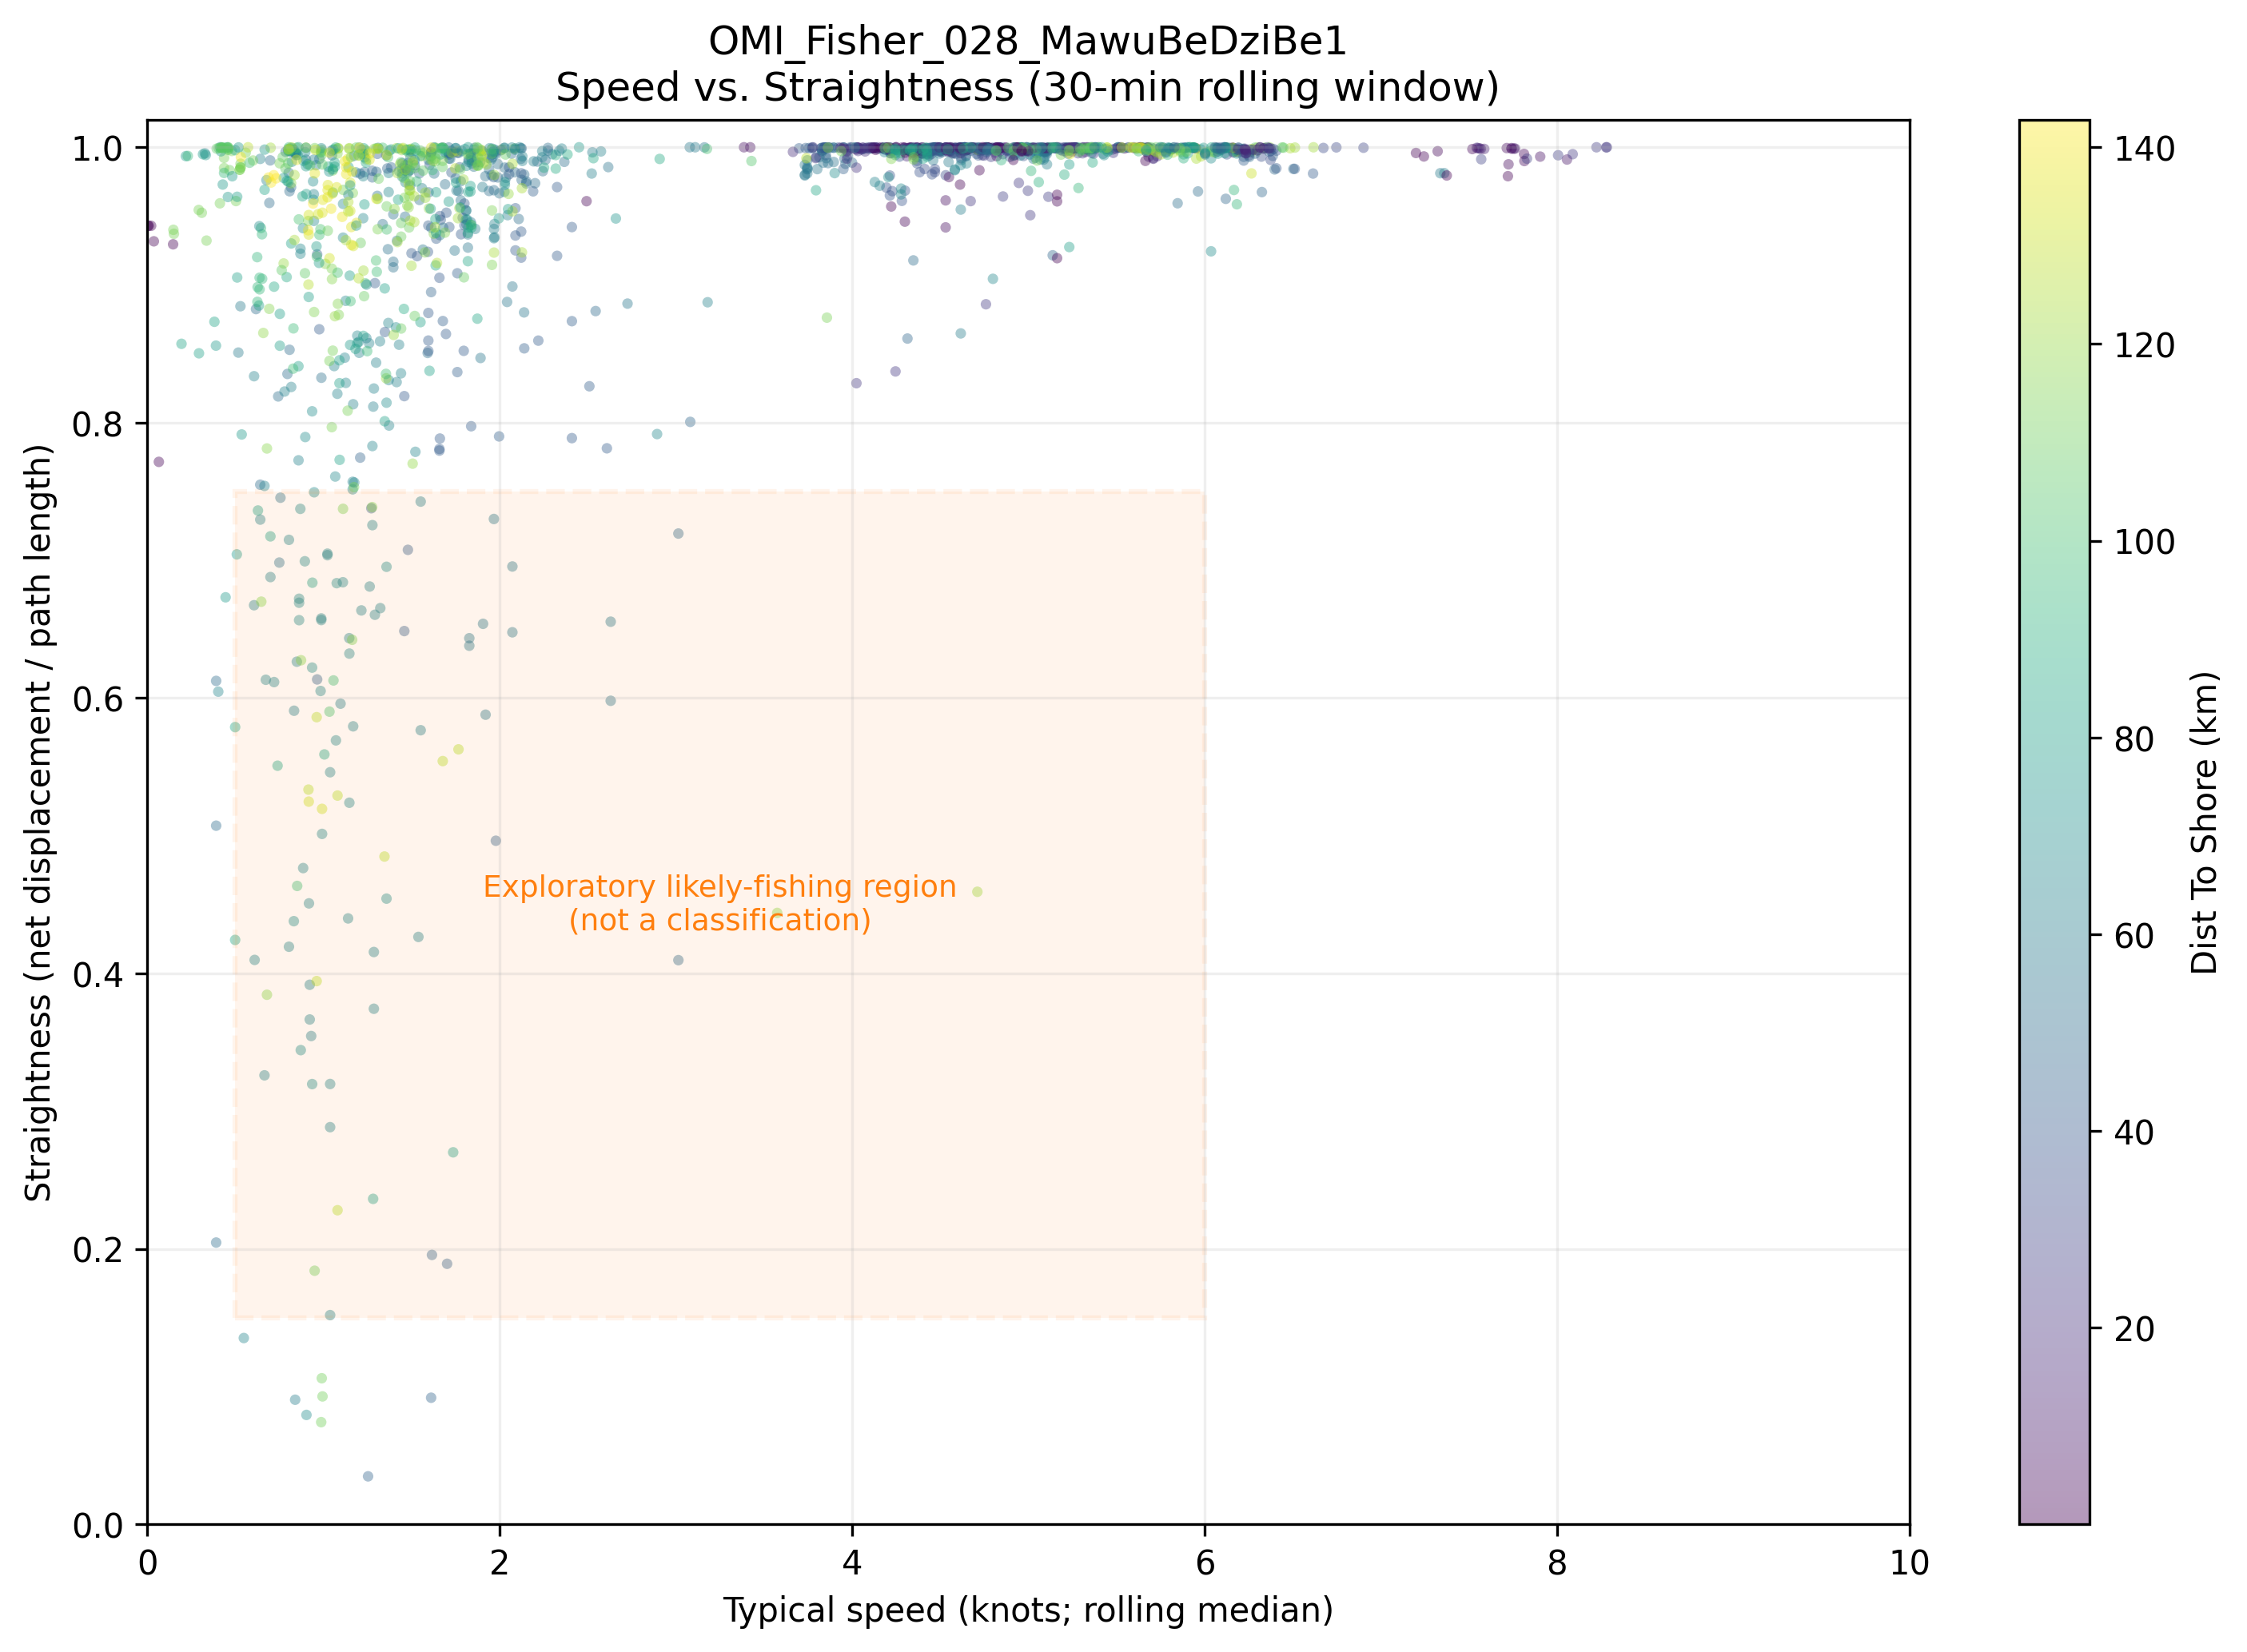 OMI_Fisher_028_MawuBeDziBe1
Speed vs. Straightness (30-min rolling window)
Straightness (net displacement / path length)
1.0
0.8
0.6
0.4
0.2
0.0
Exploratory likely-fishing region
(not a classification)
0
2
4
6
8
10
Typical speed (knots; rolling median)
140
120
100
80
60
40
20
Dist To Shore (km)